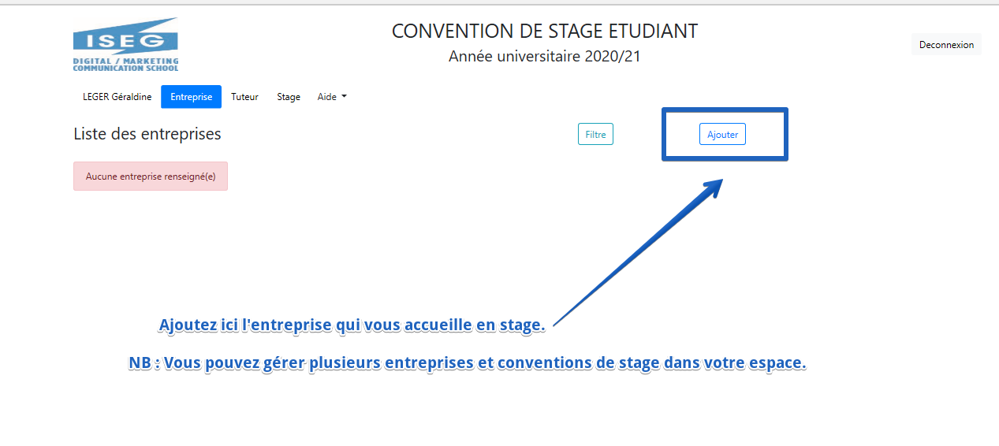 ISEG
DIGITAL / MARKETING
COMMUNICATION SCHOOL
CONVENTION DE STAGE ETUDIANT
Année universitaire 2020/21
Deconnexion
LEGER Géraldine Entreprise Tuteur Stage Aide
Liste des entreprises
Filtre
Ajouter
Aucune entreprise renseigné(e)
Ajoutez ici l'entreprise qui vous accueille en stage.
NB : Vous pouvez gérer plusieurs entreprises et conventions de stage dans votre espace.